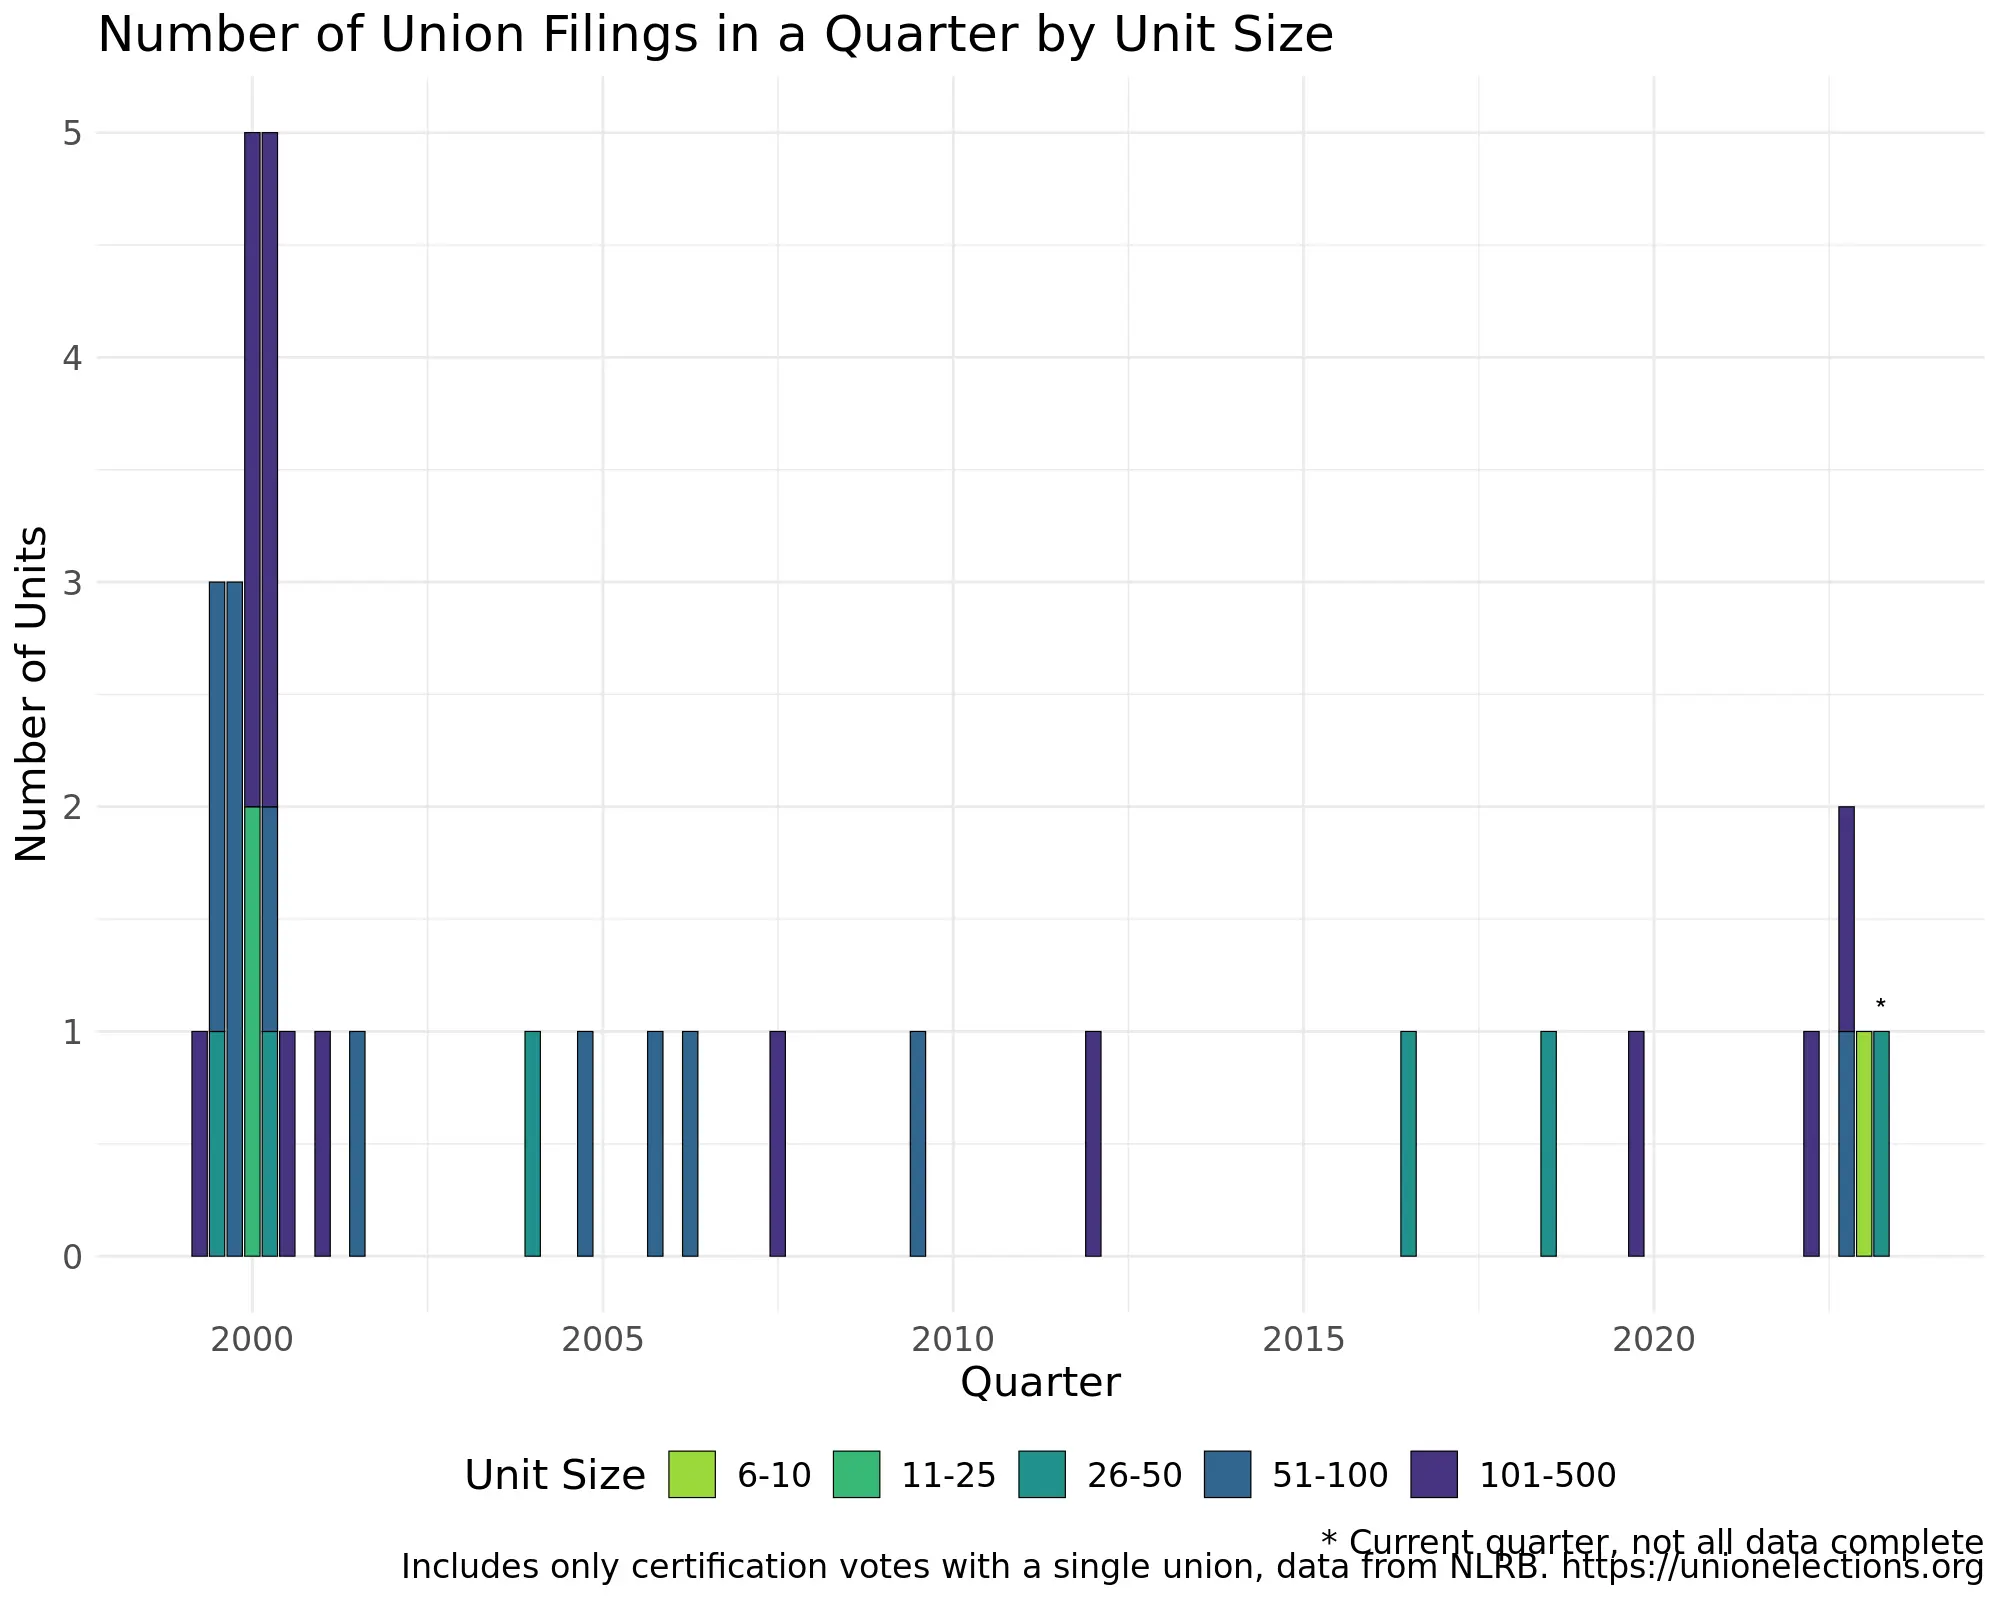 Number of Union Filings in a Quarter by Unit Size
Number of Units
5
4
3
2
1
0
*
2000 2005 2010 2015 2020
Quarter
Unit Size 6-10 11-25 26-50 51-100 101-500
* Current quarter, not all data complete
Includes only certification votes with a single union, data from NLRB. https://unionelections.org